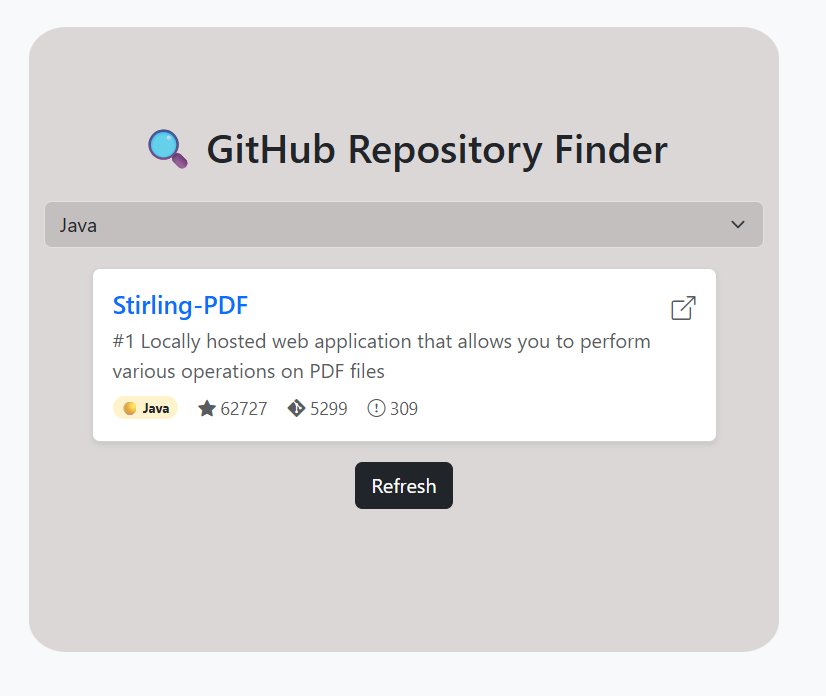 GitHub Repository Finder
Java
Stirling-PDF
#1 Locally hosted web application that allows you to perform
various operations on PDF files
Java 62727 5299 309
Refresh